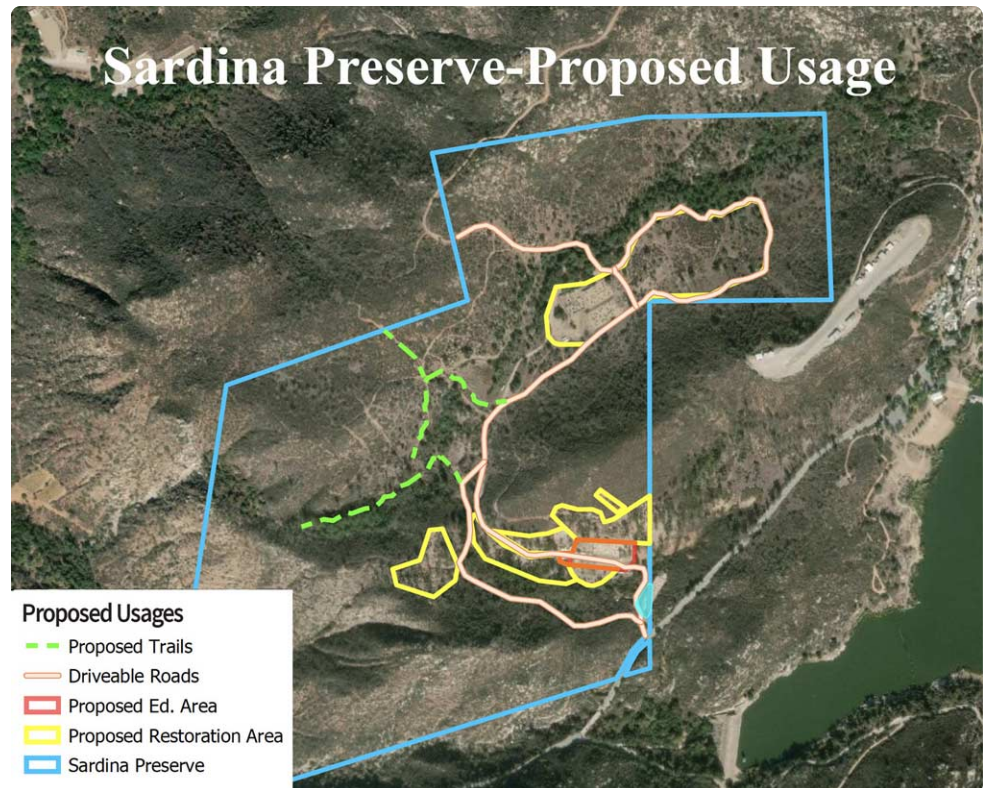 Sardina Preserve-Proposed Usage
Proposed Usages
Proposed Trails
Driveable Roads
Proposed Ed. Area
Proposed Restoration Area
Sardina Preserve